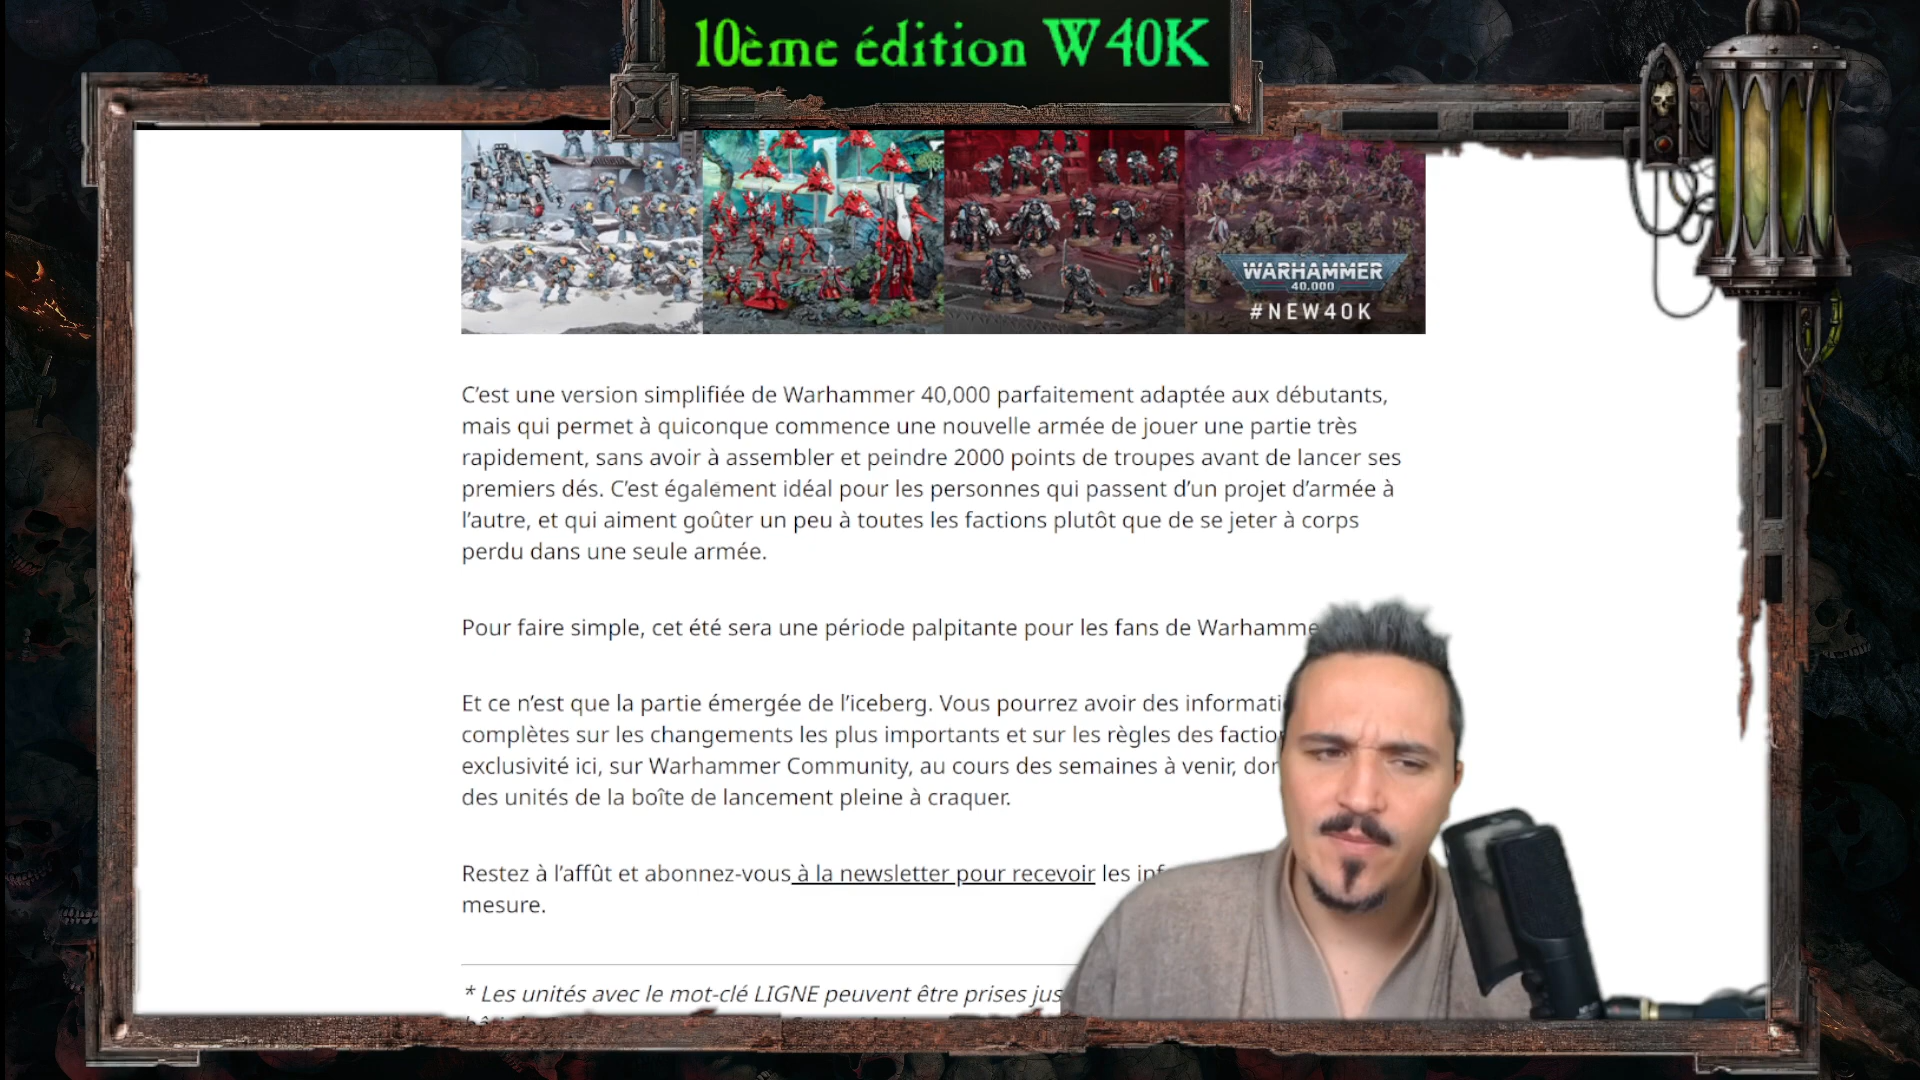 10ème édition W40K
WARHAMMER
40.000
#NEW40K
C’est une version simplifiée de Warhammer 40,000 parfaitement adaptée aux débutants,
mais qui permet à quiconque commence une nouvelle armée de jouer une partie très
rapidement, sans avoir à assembler et peindre 2000 points de troupes avant de lancer ses
premiers dés. C’est également idéal pour les personnes qui passent d’un projet d’armée à
l’autre, et qui aiment goûter un peu à toutes les factions plutôt que de se jeter à corps
perdu dans une seule armée.
Pour faire simple, cet été sera une période palpitante pour les fans de Warhamme
Et ce n’est que la partie émergée de l’iceberg. Vous pourrez avoir des informati
complètes sur les changements les plus importants et sur les règles des factio
exclusivité ici, sur Warhammer Community, au cours des semaines à venir, do
des unités de la boîte de lancement pleine à craquer.
Restez à l’affût et abonnez-vous à la newsletter pour recevoir les inf
mesure.
* Les unités avec le mot-clé LIGNE peuvent être prises jus